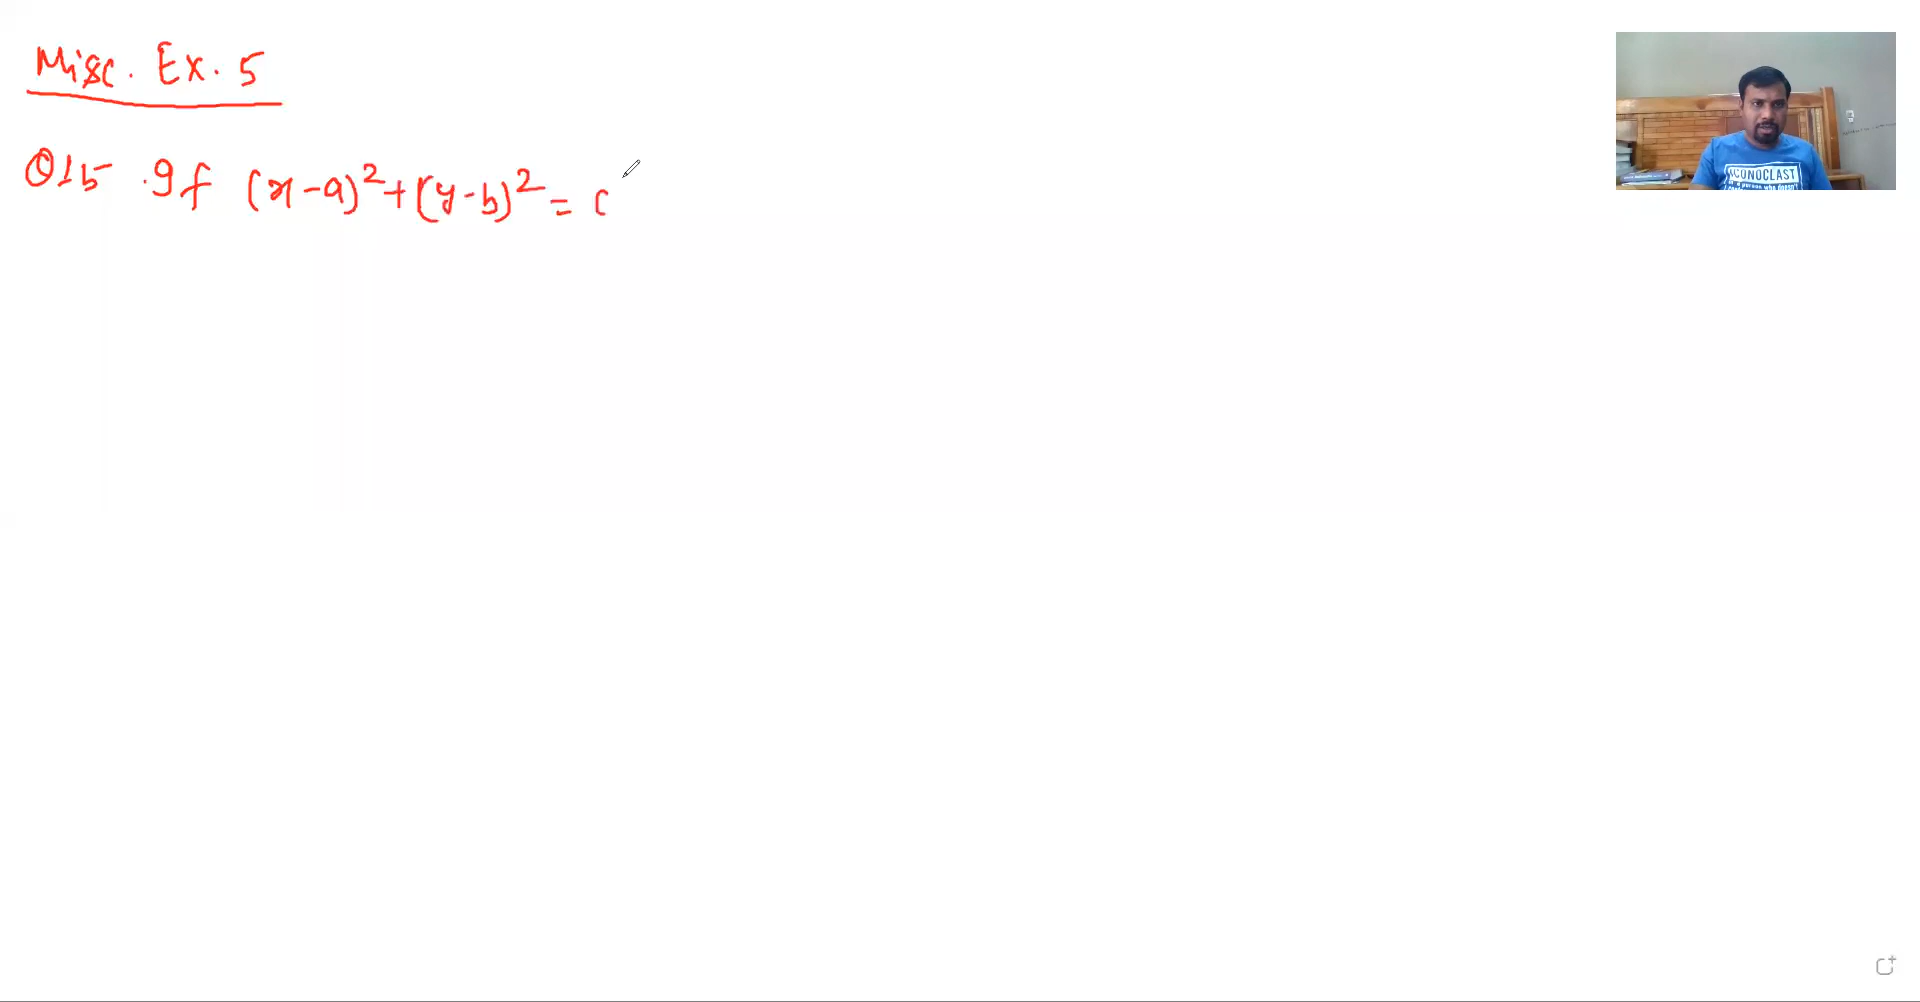 Misc. Ex. 5
Q15 . If (x-a)²+(y-b)² = c
ICONOCLAST